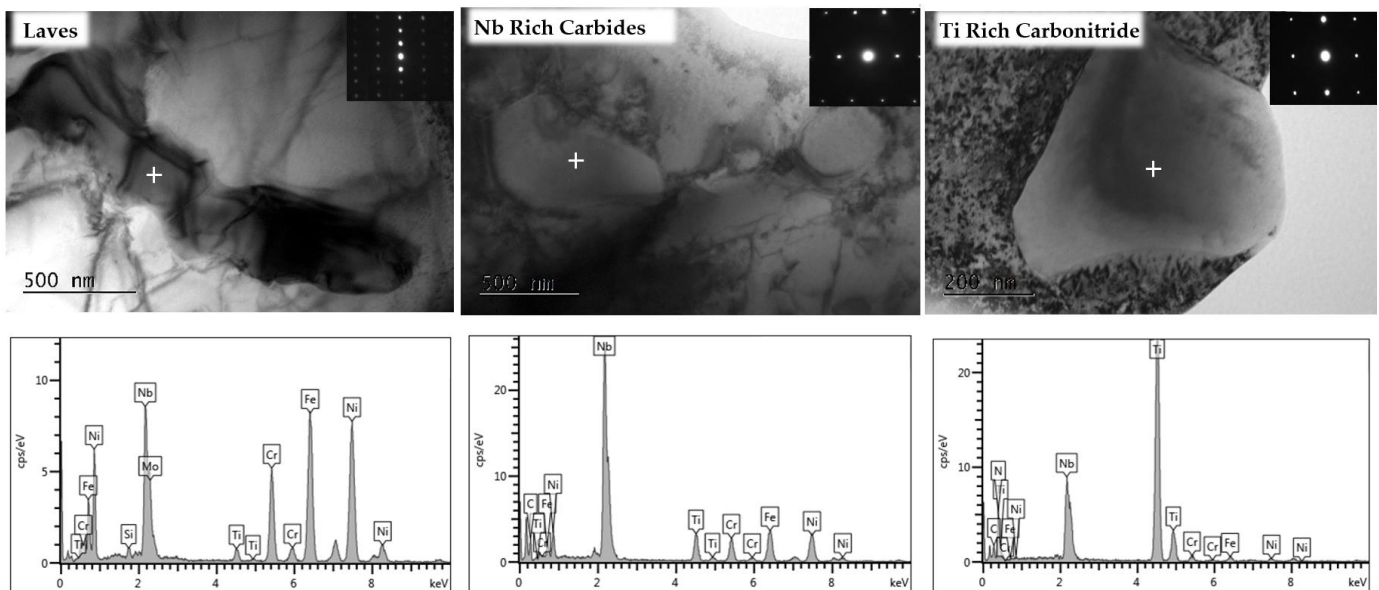 Laves
500 nm
Nb Rich Carbides
500 nm
Ti Rich Carbonitride
200 nm
cps/eV
10
5
0
Ni
Fe
Cr
Ti
Si
Nb
Mo
Ti
Ti
Cr
Cr
Fe
Ni
Ni
0 2 4 6 8 keV
cps/eV
20
10
0
C
Ti
Cr
Fe
Ni
Nb
Ti
Ti
Cr
Cr
Fe
Ni
Ni
0 2 4 6 8 keV
cps/eV
20
10
0
C
N
Ti
Fe
Ni
Nb
Ti
Ti
Cr
Cr
Fe
Ni
Ni
0 2 4 6 8 keV